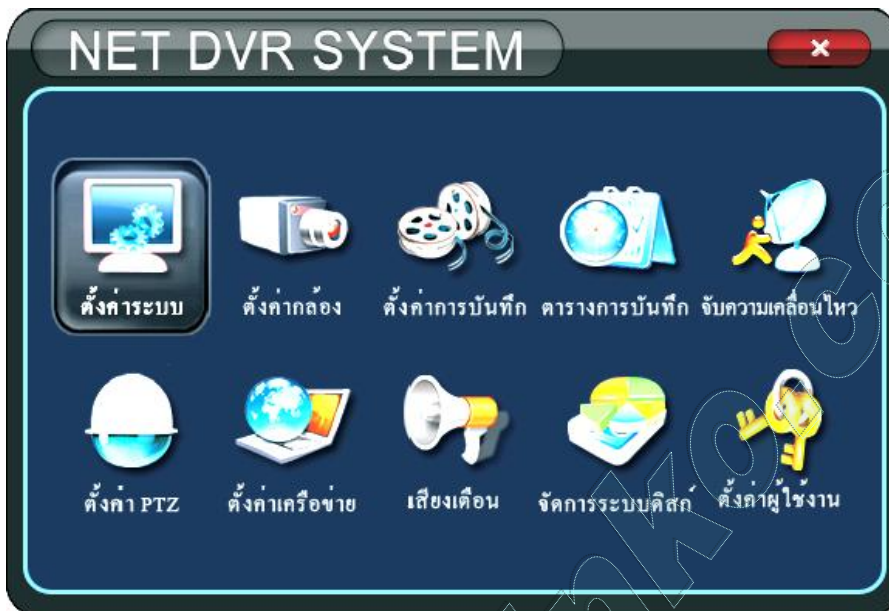 NET DVR SYSTEM
ตั้งค่าระบบ
ตั้งค่ากล้อง
ตั้งค่าการบันทึก
ตารางการบันทึก
จับความเคลื่อนไหว
ตั้งค่า PTZ
ตั้งค่าเครือข่าย
เสียงเตือน
จัดการระบบดิสก์
ตั้งค่าผู้ใช้งาน